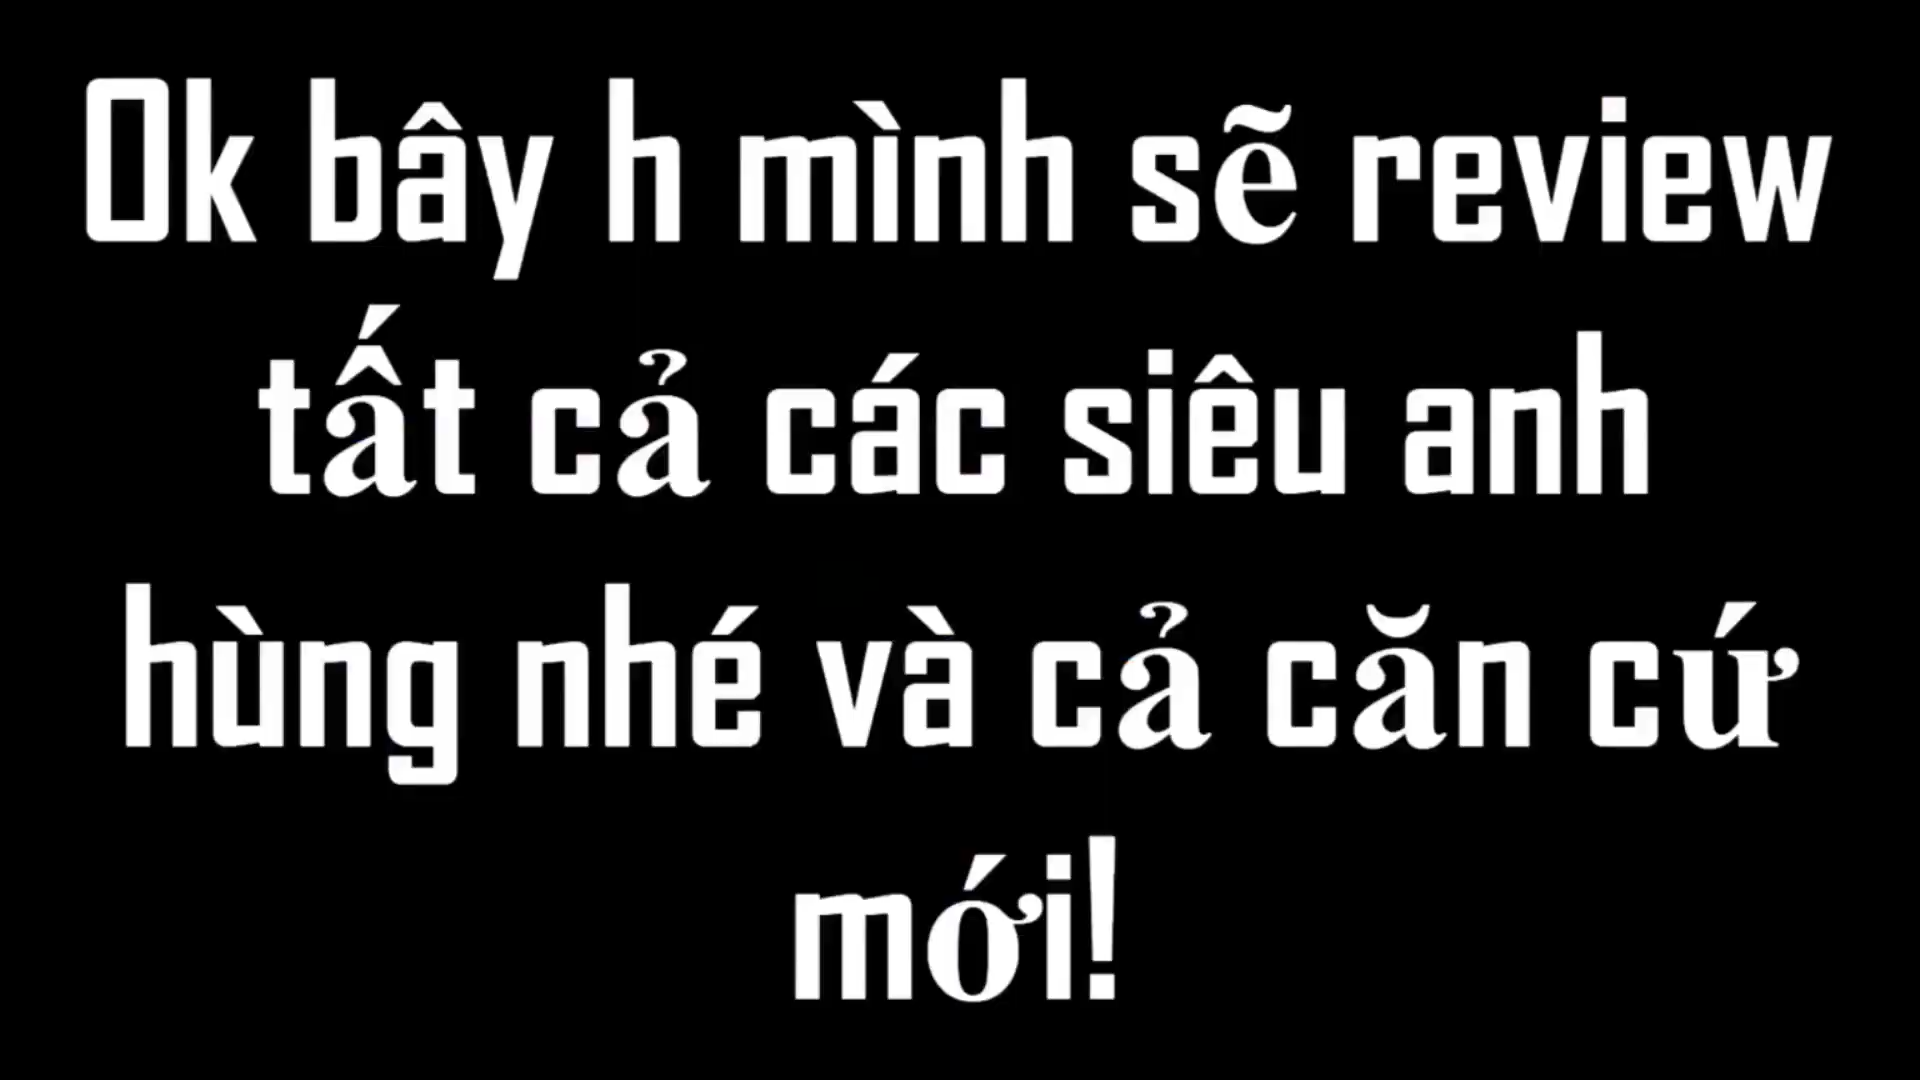 Ok bây h mình sẽ review
tất cả các siêu anh
hùng nhé và cả căn cứ
mới!